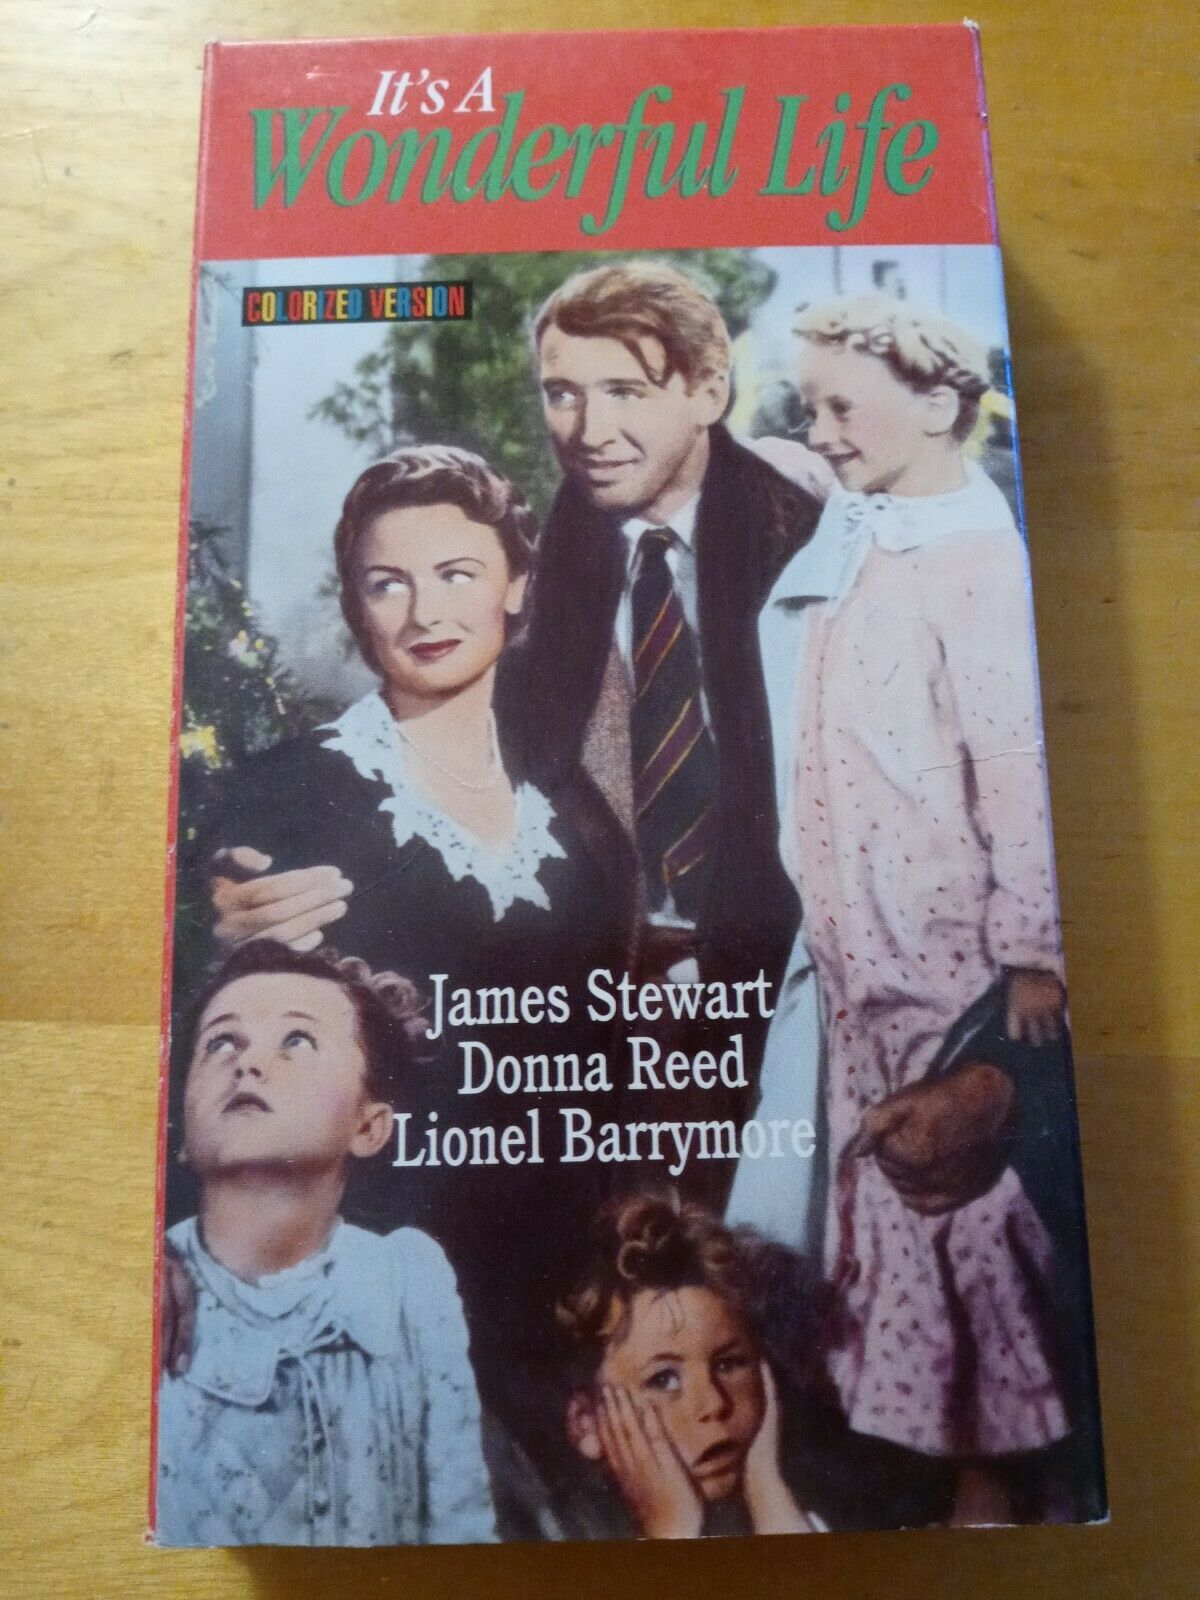 It's A
Wonderful Life
COLORIZED VERSION
James Stewart
Donna Reed
Lionel Barrymore